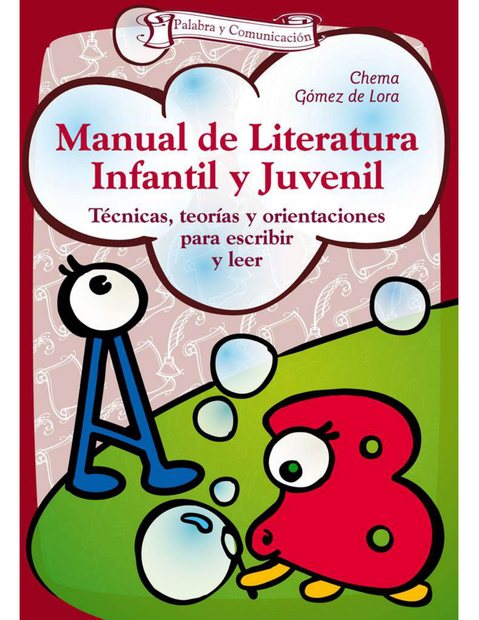 Palabra y Comunicación
Chema
Gómez de Lora
Manual de Literatura
Infantil y Juvenil
Técnicas, teorías y orientaciones
para escribir
y leer